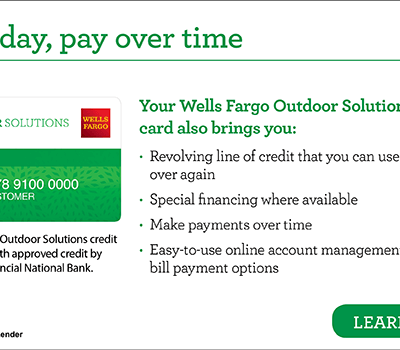 day, pay over time
Your Wells Fargo Outdoor Solution
card also brings you:
• Revolving line of credit that you can use
over again
• Special financing where available
• Make payments over time
• Easy-to-use online account management
bill payment options
R SOLUTIONS
WELLS
FARGO
78 9100 0000
STOMER
Outdoor Solutions credit
th approved credit by
ncial National Bank.
LEAR
ender